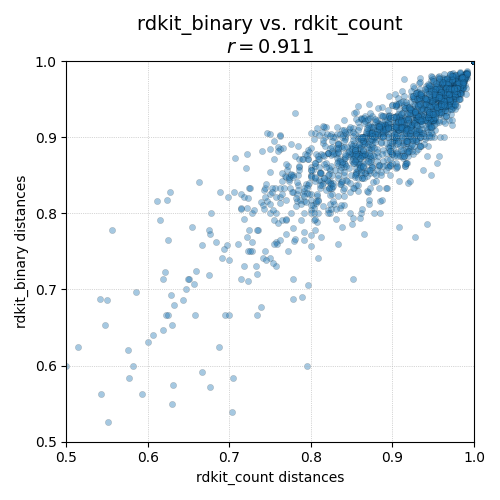 rdkit_binary vs. rdkit_count
r = 0.911
1.0
0.9
0.8
0.7
0.6
0.5
rdkit_binary distances
0.5 0.6 0.7 0.8 0.9 1.0
rdkit_count distances